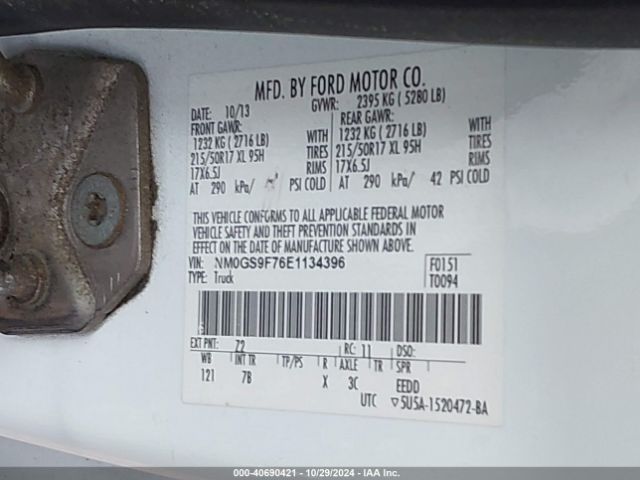 MFD. BY FORD MOTOR CO.
DATE: 10/13 GVWR: 2395 KG ( 5280 LB)
FRONT GAWR: REAR GAWR:
1232 KG ( 2716 LB) WITH 1232 KG ( 2716 LB) WITH
215/50R17 XL 95H TIRES 215/50R17 XL 95H TIRES
17X6.5J RIMS 17X6.5J RIMS
AT 290 kPa/ PSI COLD AT 290 kPa/ 42 PSI COLD
THIS VEHICLE CONFORMS TO ALL APPLICABLE FEDERAL MOTOR
VEHICLE SAFETY AND THEFT PREVENTION STANDARDS IN
EFFECT ON THE DATE OF MANUFACTURE SHOWN ABOVE.
VIN: NM0GS9F76E1134396 F0151
TYPE: Truck T0094
EXT PNT: Z2 RC: 11 DSO:
WB INT TR TP/PS R AXLE TR SPR
121 7B X 3C EEDD
UTC ▽5U5A-1520472-BA
000-40690421 - 10/29/2024 - IAA Inc.